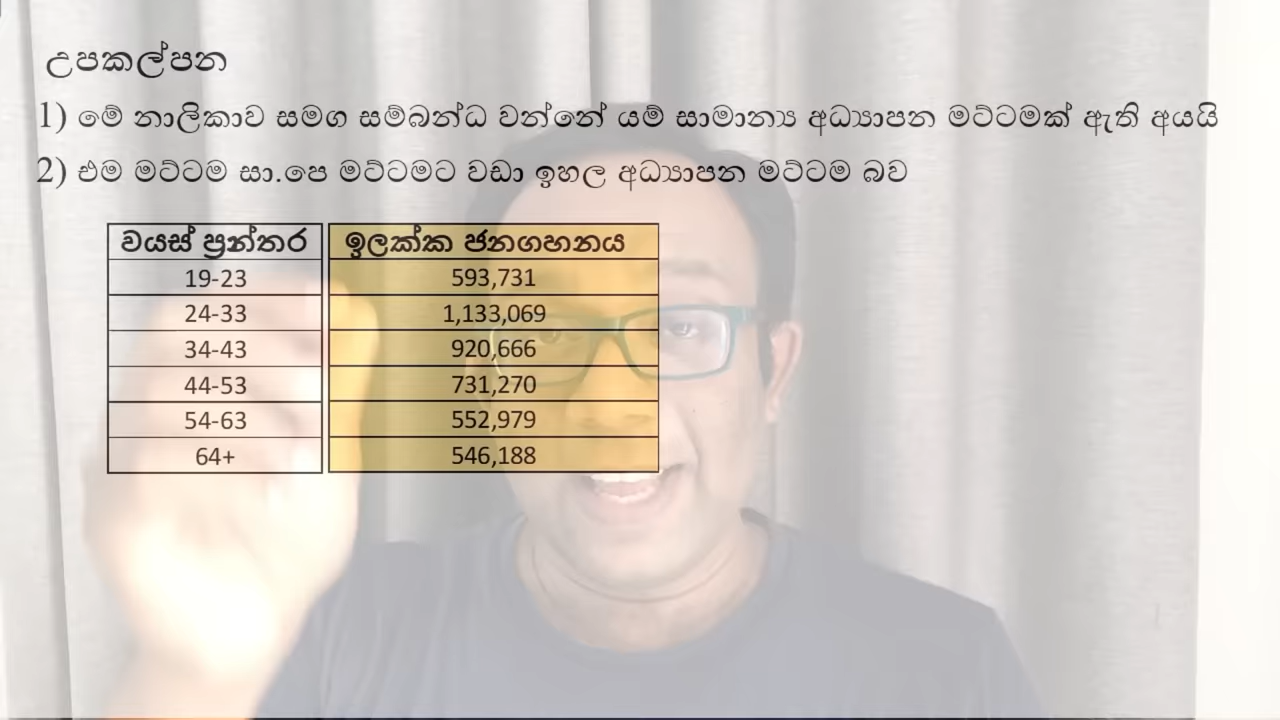 උපකල්පන
1) මේ නාලිකාව සමග සම්බන්ධ වන්නේ යම් සාමාන්‍ය අධ්‍යාපන මට්ටමක් ඇති අයයි
2) එම මට්ටම සා.පෙ මට්ටමට වඩා ඉහල අධ්‍යාපන මට්ටම බව
වයස් ප්‍රන්තර ඉලක්ක ජනගහනය
19-23 593,731
24-33 1,133,069
34-43 920,666
44-53 731,270
54-63 552,979
64+ 546,188